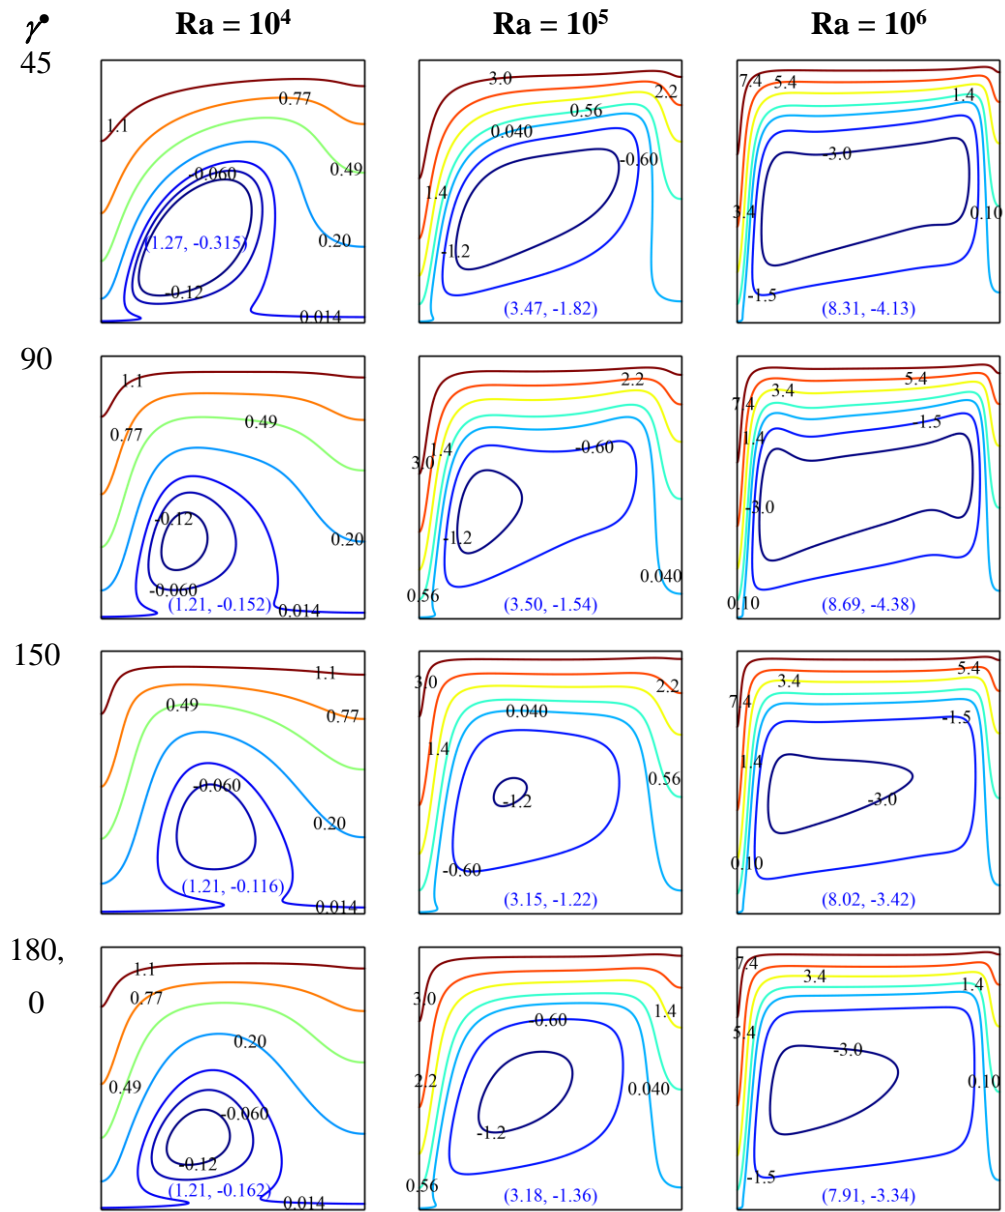 γ° Ra = 10⁴ Ra = 10⁵ Ra = 10⁶
45
1.1 0.77 0.49 -0.060 (1.27, -0.315) 0.20 -0.12 0.014
3.0 2.2 0.56 0.040 -0.60 1.4 -1.2 (3.47, -1.82)
7.4 5.4 1.4 -3.0 3.4 0.10 -1.5 (8.31, -4.13)
90
1.1 0.49 0.77 -0.12 0.20 -0.060 (1.21, -0.152) 0.014
2.2 1.4 -0.60 3.0 -1.2 0.040 0.56 (3.50, -1.54)
5.4 3.4 7.4 1.5 1.4 -3.0 0.10 (8.69, -4.38)
150
1.1 0.49 0.77 -0.060 0.20 (1.21, -0.116) 0.014
3.0 2.2 0.040 1.4 0.56 -1.2 -0.60 (3.15, -1.22)
5.4 3.4 7.4 -1.5 1.4 -3.0 0.10 (8.02, -3.42)
180,
0
1.1 0.77 0.20 0.49 -0.060 -0.12 (1.21, -0.162) 0.014
3.0 1.4 0.60 2.2 0.040 -1.2 0.56 (3.18, -1.36)
7.4 3.4 1.4 5.4 -3.0 0.10 -1.5 (7.91, -3.34)